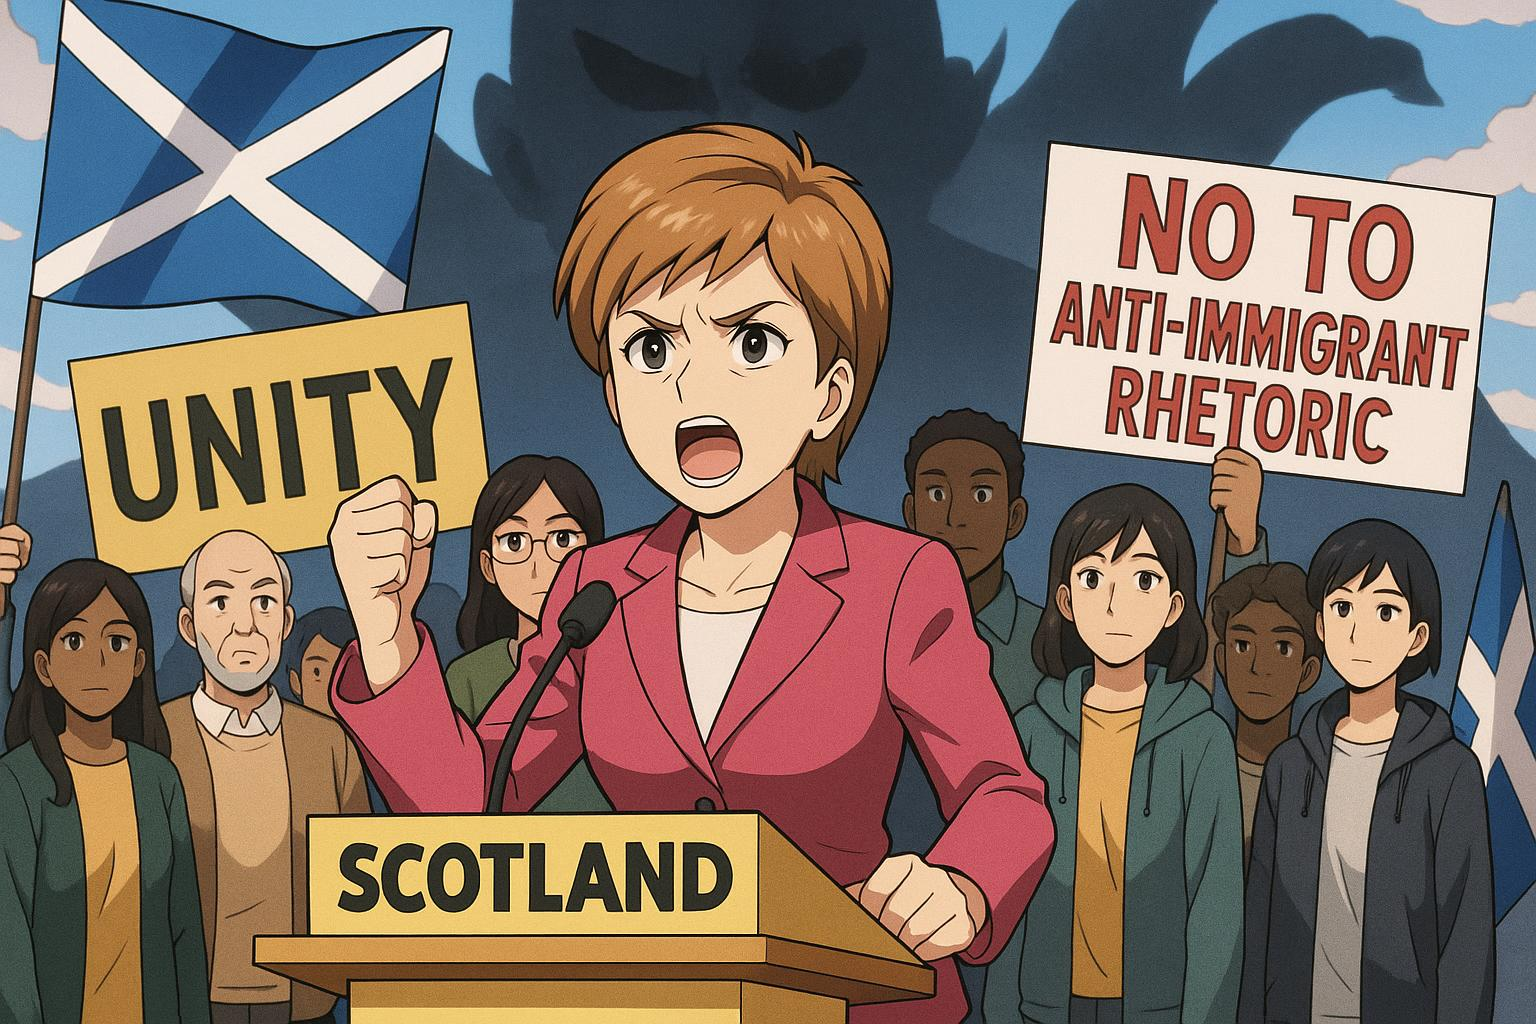 UNITY
NO TO
ANTI-IMMIGRANT
RHETORIC
SCOTLAND